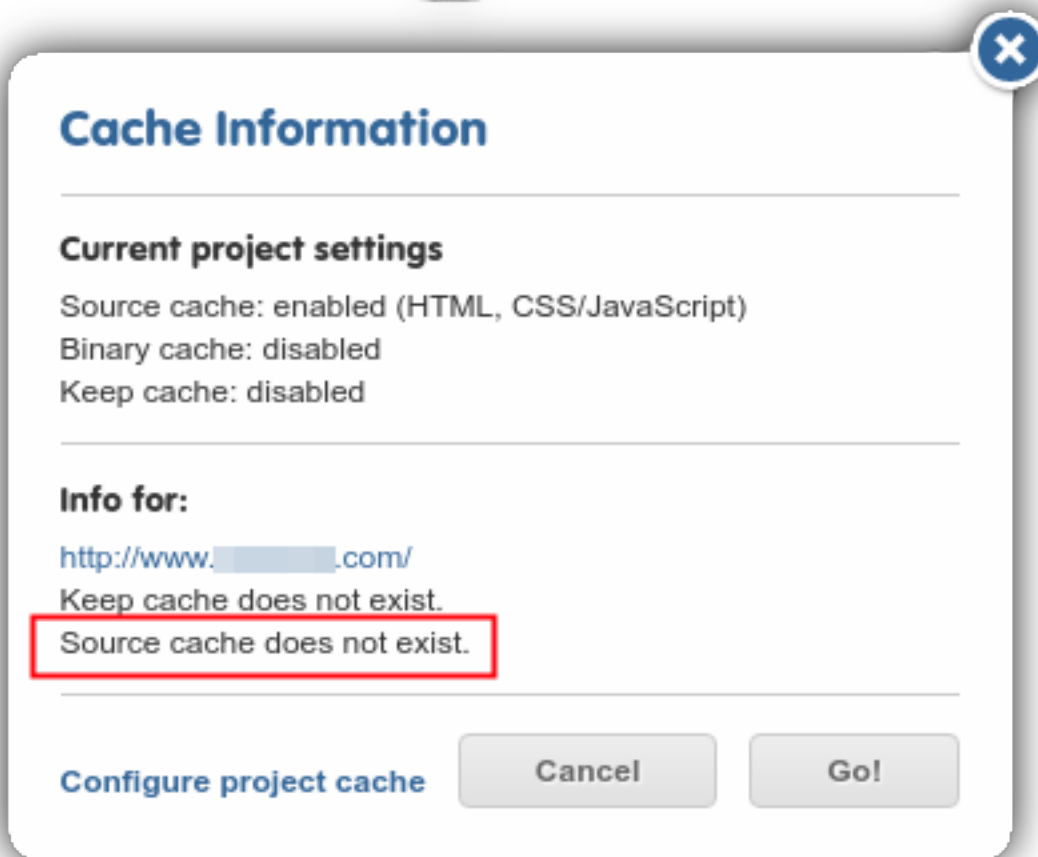 Cache Information
Current project settings
Source cache: enabled (HTML, CSS/JavaScript)
Binary cache: disabled
Keep cache: disabled
Info for:
http://www. .com/
Keep cache does not exist.
Source cache does not exist.
Configure project cache
Cancel
Go!